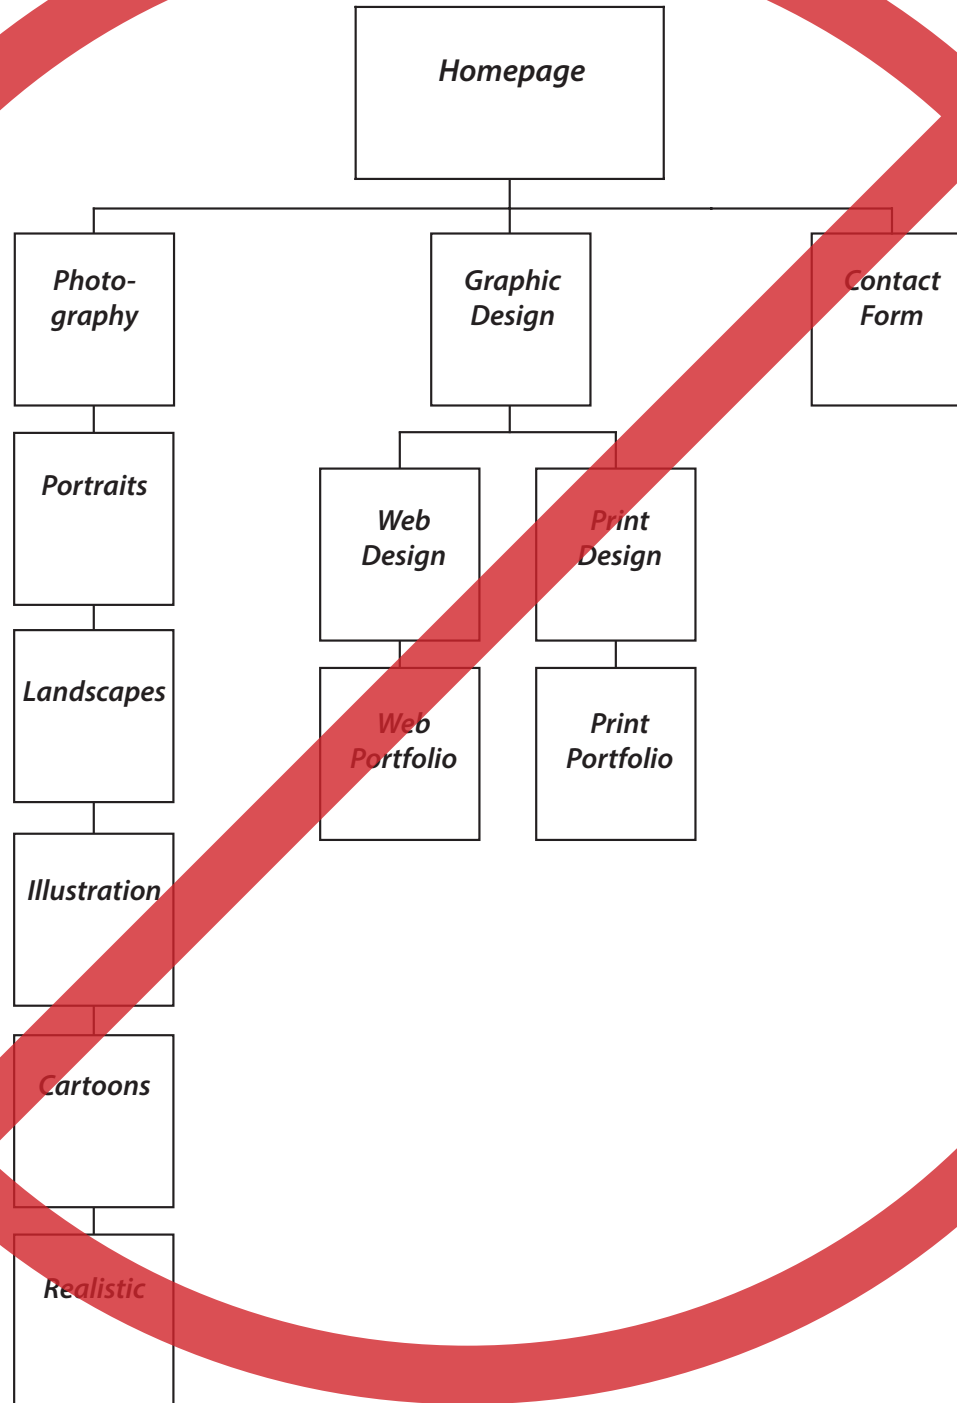 Homepage
Photo-
graphy
Graphic
Design
Contact
Form
Portraits
Web
Design
Print
Design
Landscapes
Web
Portfolio
Print
Portfolio
Illustration
Cartoons
Realistic